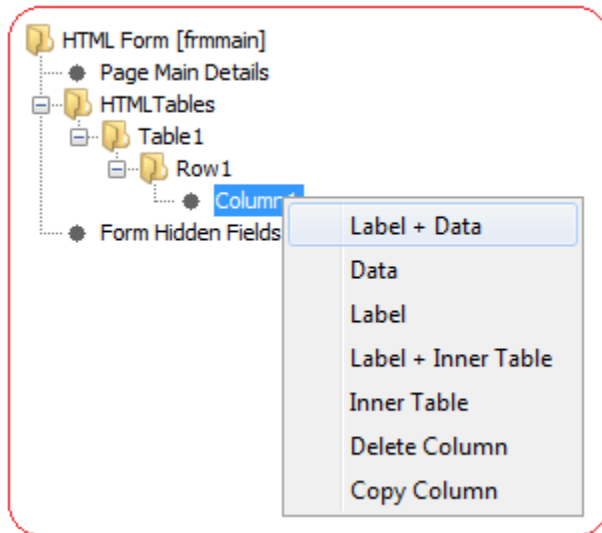 HTML Form [frmmain]
Page Main Details
HTMLTables
Table1
Row1
Column1
Form Hidden Fields
Label + Data
Data
Label
Label + Inner Table
Inner Table
Delete Column
Copy Column